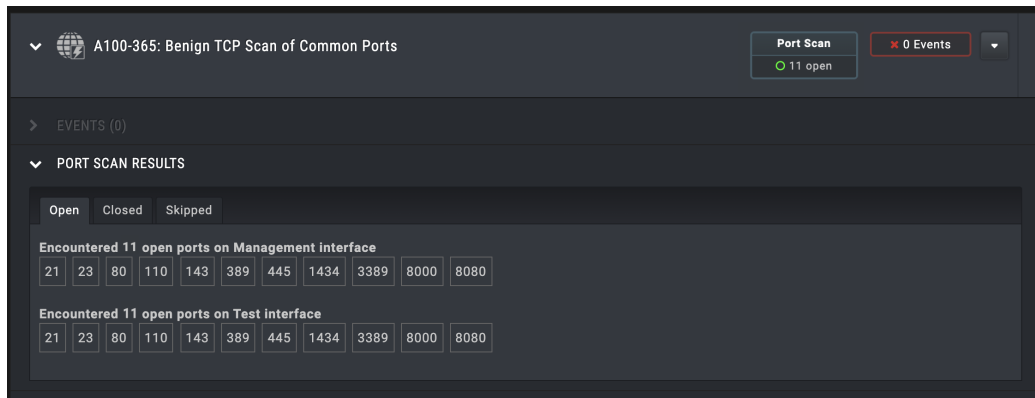 A100-365: Benign TCP Scan of Common Ports
Port Scan
11 open
0 Events
EVENTS (0)
PORT SCAN RESULTS
Open Closed Skipped
Encountered 11 open ports on Management interface
21 23 80 110 143 389 445 1434 3389 8000 8080
Encountered 11 open ports on Test interface
21 23 80 110 143 389 445 1434 3389 8000 8080